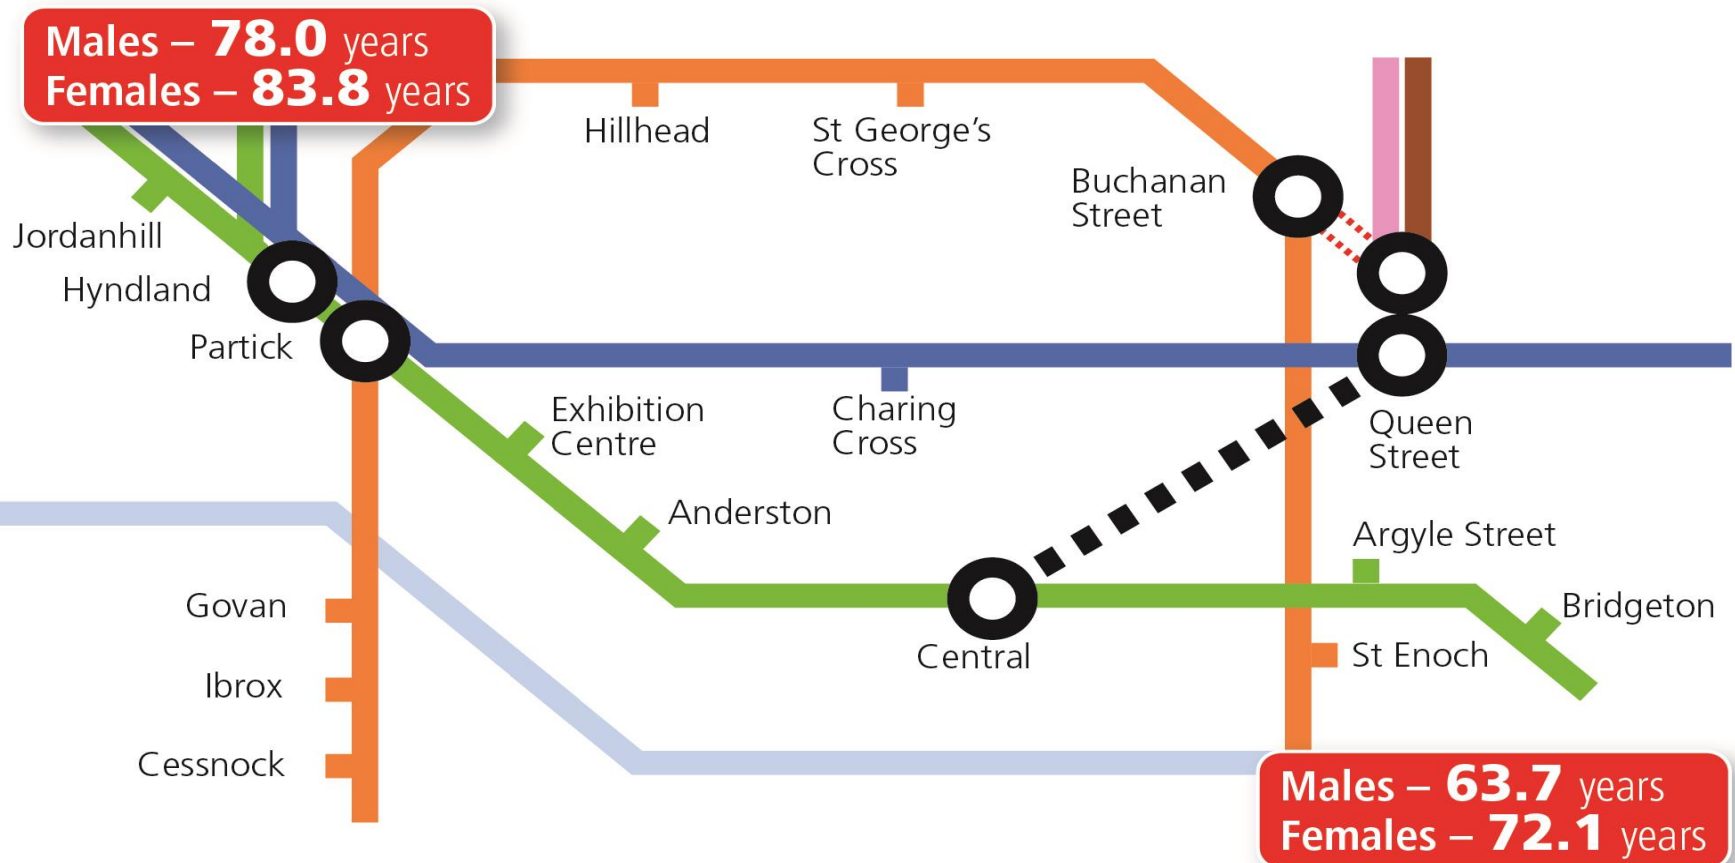 Males – 78.0 years
Females – 83.8 years
Hillhead
St George’s
Cross
Buchanan
Street
Jordanhill
Hyndland
Partick
Exhibition
Centre
Charing
Cross
Queen
Street
Anderston
Argyle Street
Govan
Bridgeton
Central
St Enoch
Ibrox
Cessnock
Males – 63.7 years
Females – 72.1 years